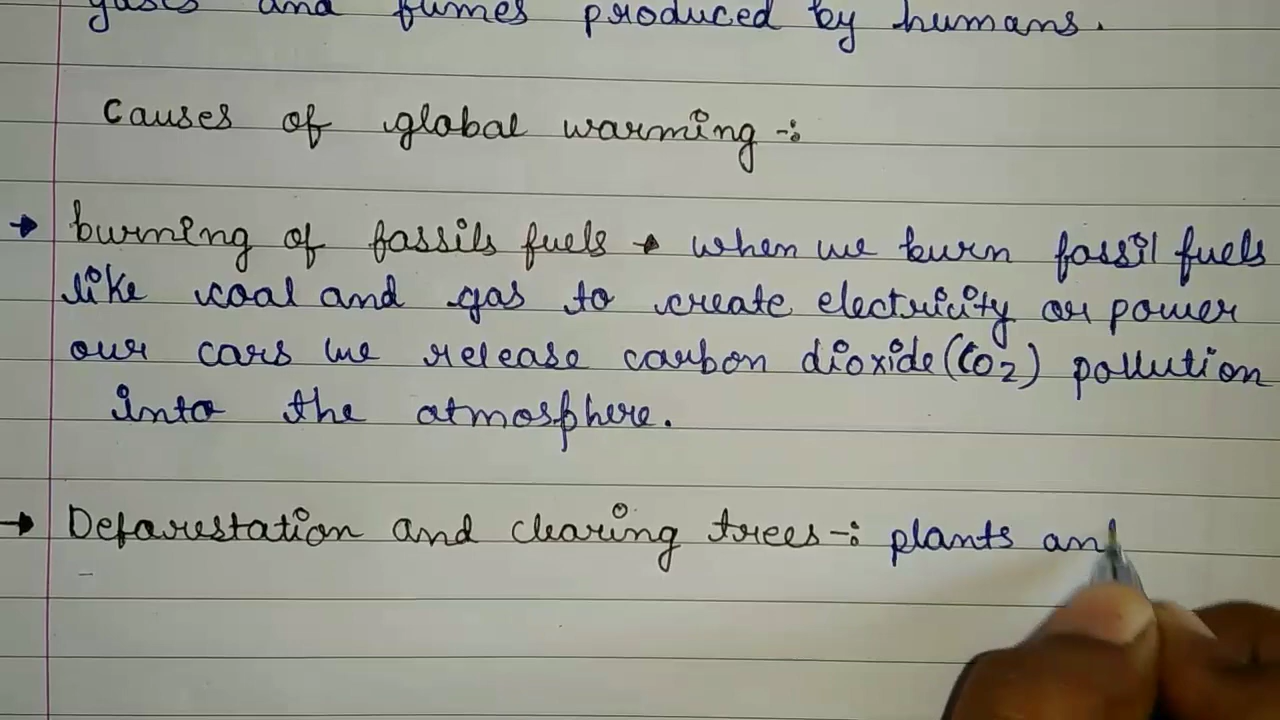 gases and fumes produced by humans.
Causes of global warming -:
→ burning of fassils fuels → when we burn fossil fuels
like coal and gas to create electricity or power
our cars we release carbon dioxide (CO2) pollution
into the atmosphere.
→ Deforestation and clearing trees -: plants an